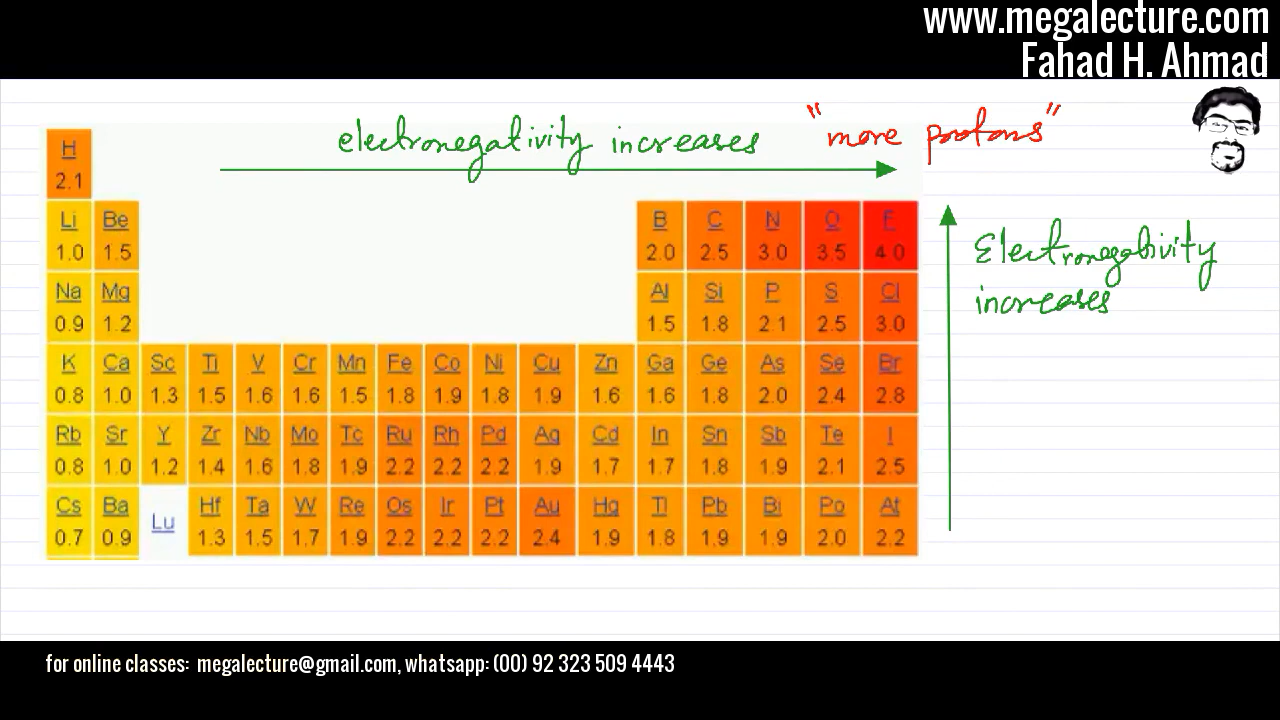 www.megalecture.com
Fahad H. Ahmad
electronegativity increases "more protons"
H
2.1
Li Be B C N O F
1.0 1.5 2.0 2.5 3.0 3.5 4.0
Electronegativity
increases
Na Mg Al Si P S Cl
0.9 1.2 1.5 1.8 2.1 2.5 3.0
K Ca Sc Ti V Cr Mn Fe Co Ni Cu Zn Ga Ge As Se Br
0.8 1.0 1.3 1.5 1.6 1.6 1.5 1.8 1.9 1.8 1.9 1.6 1.6 1.8 2.0 2.4 2.8
Rb Sr Y Zr Nb Mo Tc Ru Rh Pd Ag Cd In Sn Sb Te I
0.8 1.0 1.2 1.4 1.6 1.8 1.9 2.2 2.2 2.2 1.9 1.7 1.7 1.8 1.9 2.1 2.5
Cs Ba Lu Hf Ta W Re Os Ir Pt Au Hg Tl Pb Bi Po At
0.7 0.9 1.3 1.5 1.7 1.9 2.2 2.2 2.2 2.4 1.9 1.8 1.9 1.9 2.0 2.2
for online classes: megalecture@gmail.com, whatsapp: (00) 92 323 509 4443